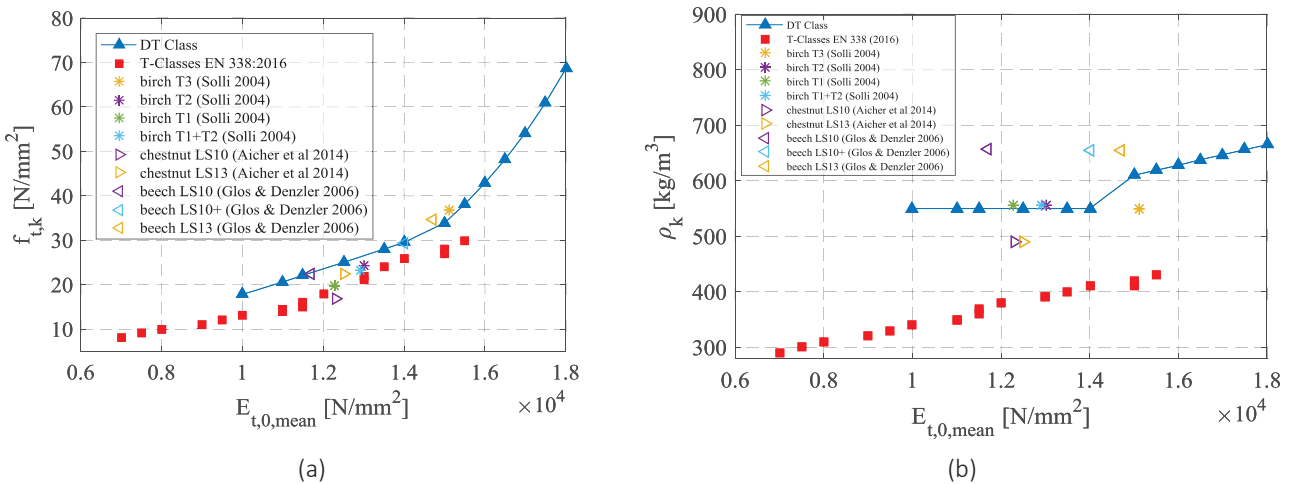 80
70
60
50
40
30
20
10
f_t,k [N/mm²]
DT Class
T-Classes EN 338:2016
birch T3 (Solli 2004)
birch T2 (Solli 2004)
birch T1 (Solli 2004)
birch T1+T2 (Solli 2004)
chestnut LS10 (Aicher et al 2014)
chestnut LS13 (Aicher et al 2014)
beech LS10 (Glos & Denzler 2006)
beech LS10+ (Glos & Denzler 2006)
beech LS13 (Glos & Denzler 2006)
0.6 0.8 1 1.2 1.4 1.6 1.8
E_t,0,mean [N/mm²] ×10⁴
(a)
900
800
700
600
500
400
300
ρ_k [kg/m³]
DT Class
T-Classes EN 338 (2016)
birch T3 (Solli 2004)
birch T2 (Solli 2004)
birch T1 (Solli 2004)
birch T1+T2 (Solli 2004)
chestnut LS10 (Aicher et al 2014)
chestnut LS13 (Aicher et al 2014)
beech LS10 (Glos & Denzler 2006)
beech LS10+ (Glos & Denzler 2006)
beech LS13 (Glos & Denzler 2006)
0.6 0.8 1 1.2 1.4 1.6 1.8
E_t,0,mean [N/mm²] ×10⁴
(b)